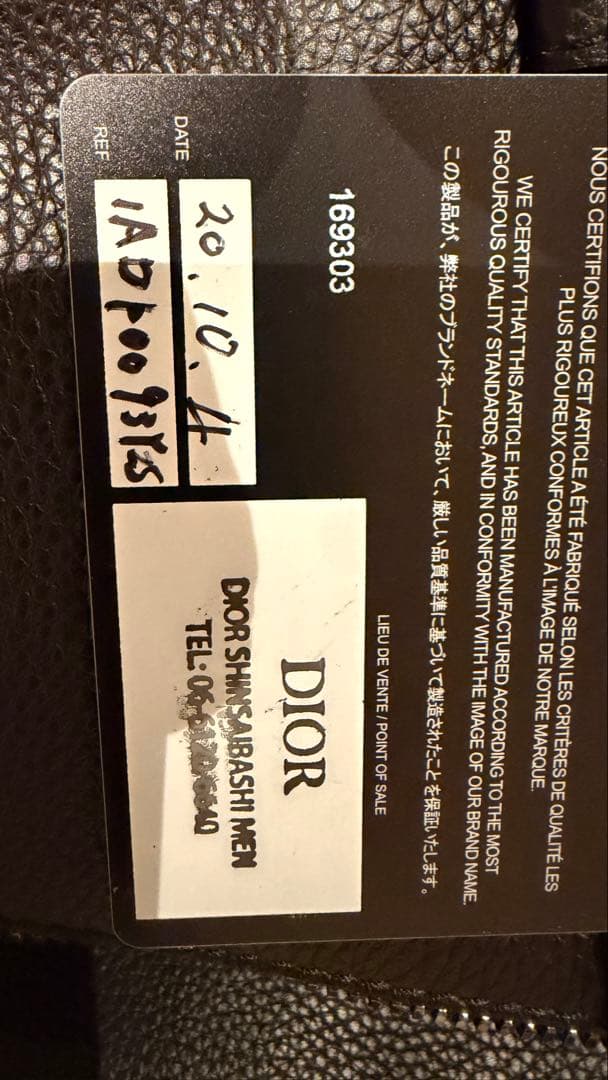 NOUS CERTIFIONS QUE CET ARTICLE A ÉTÉ FABRIQUÉ SELON LES CRITÈRES DE QUALITÉ LES
PLUS RIGOUREUX CONFORMES À L'IMAGE DE NOTRE MARQUE.
WE CERTIFY THAT THIS ARTICLE HAS BEEN MANUFACTURED ACCORDING TO THE MOST
RIGOUROUS QUALITY STANDARDS, AND IN CONFORMITY WITH THE IMAGE OF OUR BRAND NAME.
この製品が、弊社のブランドネームにおいて、厳しい品質基準に基づいて製造されたことを保証いたします。
169303
LIEU DE VENTE / POINT OF SALE
DATE 20.10.4
REF
DIOR
DIOR SHINSAIBASHI MEN
TEL: